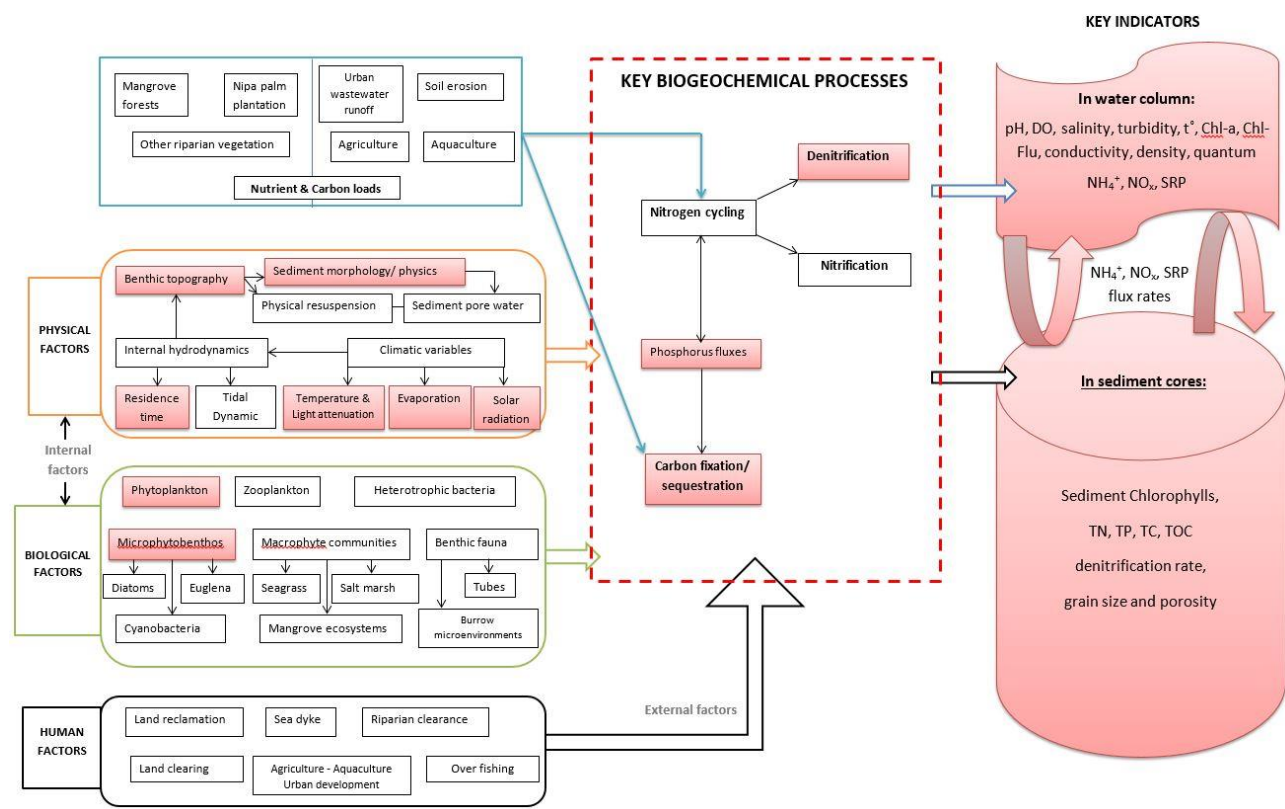 KEY INDICATORS
Mangrove
forests
Nipa palm
plantation
Urban
wastewater
runoff
Soil erosion
Other riparian vegetation
Agriculture
Aquaculture
Nutrient & Carbon loads
PHYSICAL
FACTORS
Benthic topography
Sediment morphology/ physics
Physical resuspension
Sediment pore water
Internal hydrodynamics
Climatic variables
Residence
time
Tidal
Dynamic
Temperature &
Light attenuation
Evaporation
Solar
radiation
Internal
factors
BIOLOGICAL
FACTORS
Phytoplankton
Zooplankton
Heterotrophic bacteria
Microphytobenthos
Macrophyte communities
Benthic fauna
Diatoms
Euglena
Seagrass
Salt marsh
Tubes
Cyanobacteria
Mangrove ecosystems
Burrow
microenvironments
HUMAN
FACTORS
Land reclamation
Sea dyke
Riparian clearance
Land clearing
Agriculture - Aquaculture
Urban development
Over fishing
External factors
KEY BIOGEOCHEMICAL PROCESSES
Denitrification
Nitrogen cycling
Nitrification
Phosphorus fluxes
Carbon fixation/
sequestration
In water column:
pH, DO, salinity, turbidity, t°, Chl-a, Chl-
Flu, conductivity, density, quantum
NH₄⁺, NOₓ, SRP
NH₄⁺, NOₓ, SRP
flux rates
In sediment cores:
Sediment Chlorophylls,
TN, TP, TC, TOC
denitrification rate,
grain size and porosity